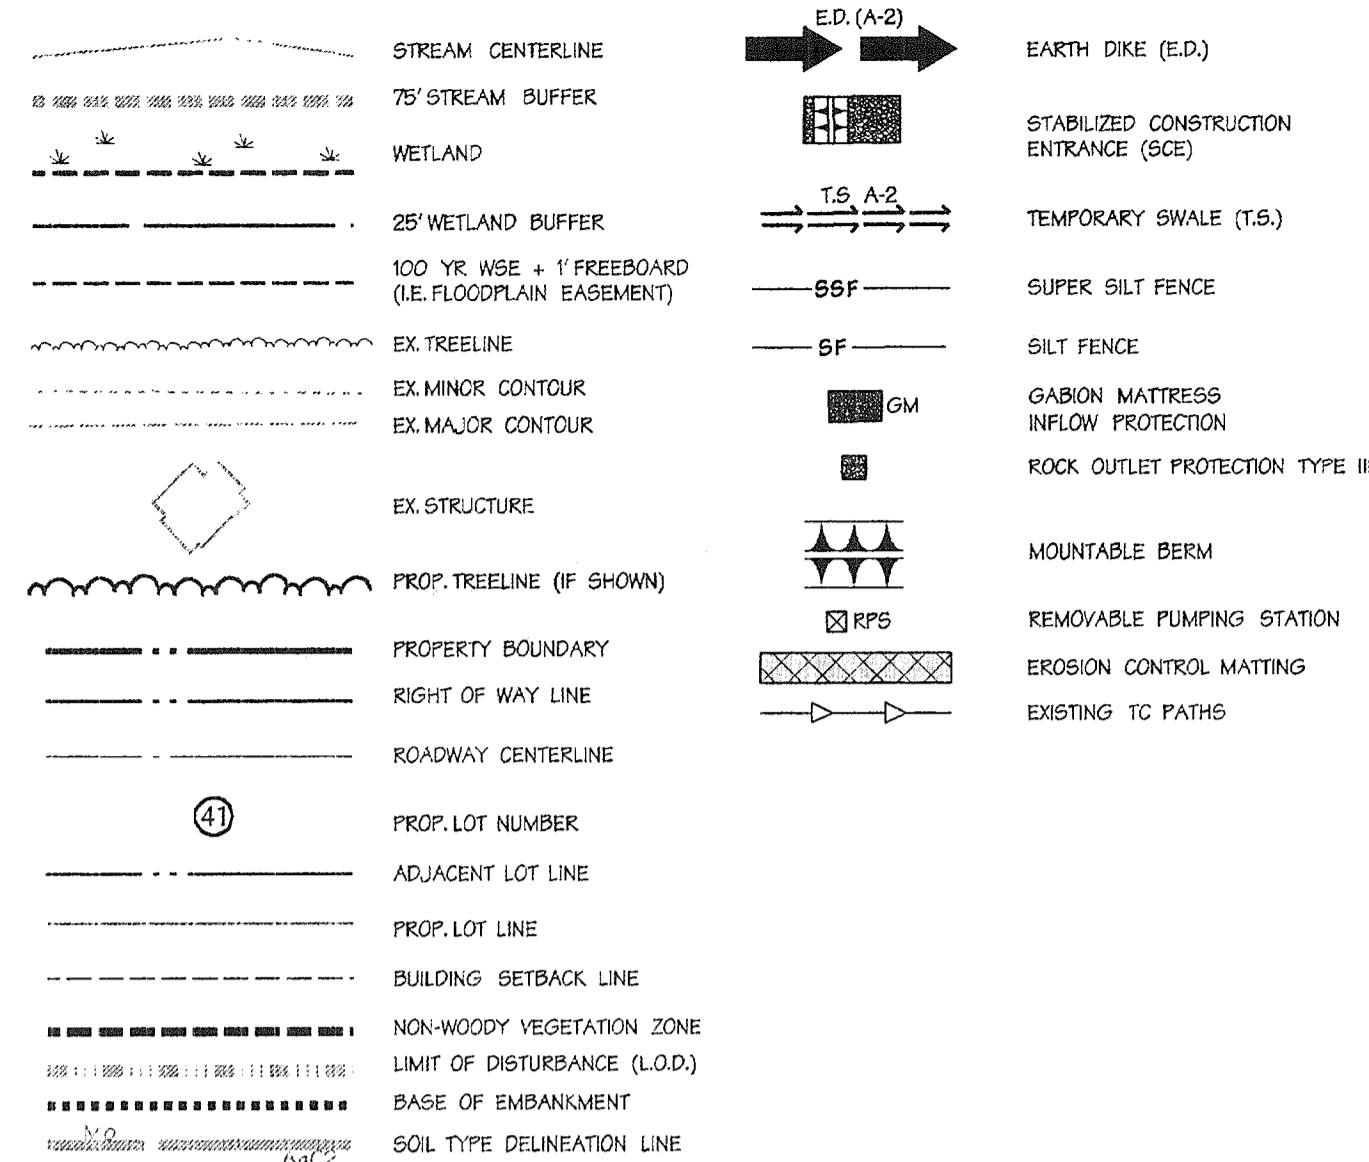 STREAM CENTERLINE
75' STREAM BUFFER
WETLAND
25' WETLAND BUFFER
100 YR WSE + 1' FREEBOARD
(I.E. FLOODPLAIN EASEMENT)
EX. TREELINE
EX. MINOR CONTOUR
EX. MAJOR CONTOUR
EX. STRUCTURE
PROP. TREELINE (IF SHOWN)
PROPERTY BOUNDARY
RIGHT OF WAY LINE
ROADWAY CENTERLINE
41
PROP. LOT NUMBER
ADJACENT LOT LINE
PROP. LOT LINE
BUILDING SETBACK LINE
NON-WOODY VEGETATION ZONE
LIMIT OF DISTURBANCE (L.O.D.)
BASE OF EMBANKMENT
SOIL TYPE DELINEATION LINE
E.D. (A-2)
EARTH DIKE (E.D.)
STABILIZED CONSTRUCTION
ENTRANCE (SCE)
T.S A-2
TEMPORARY SWALE (T.S.)
SSF
SUPER SILT FENCE
SF
SILT FENCE
GM
GABION MATTRESS
INFLOW PROTECTION
ROCK OUTLET PROTECTION TYPE
MOUNTABLE BERM
RPS
REMOVABLE PUMPING STATION
EROSION CONTROL MATTING
EXISTING TC PATHS